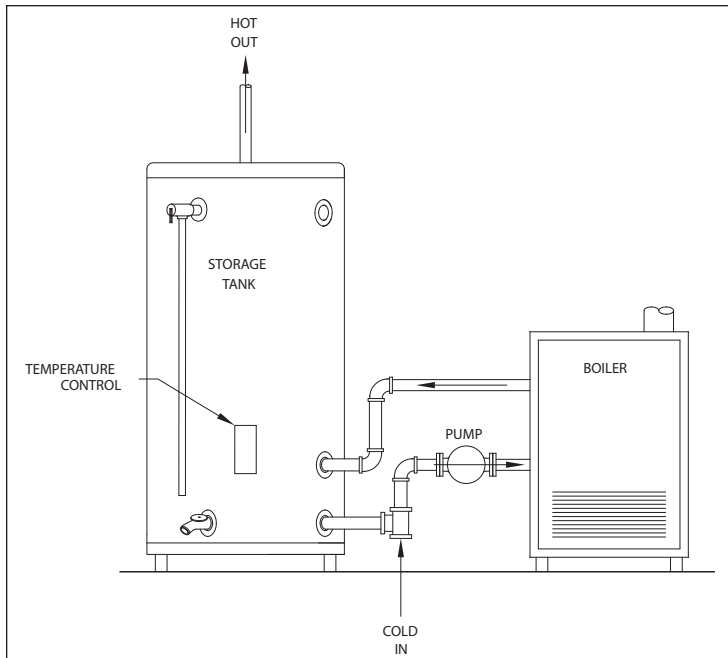 HOT
OUT
STORAGE
TANK
TEMPERATURE
CONTROL
BOILER
PUMP
COLD
IN